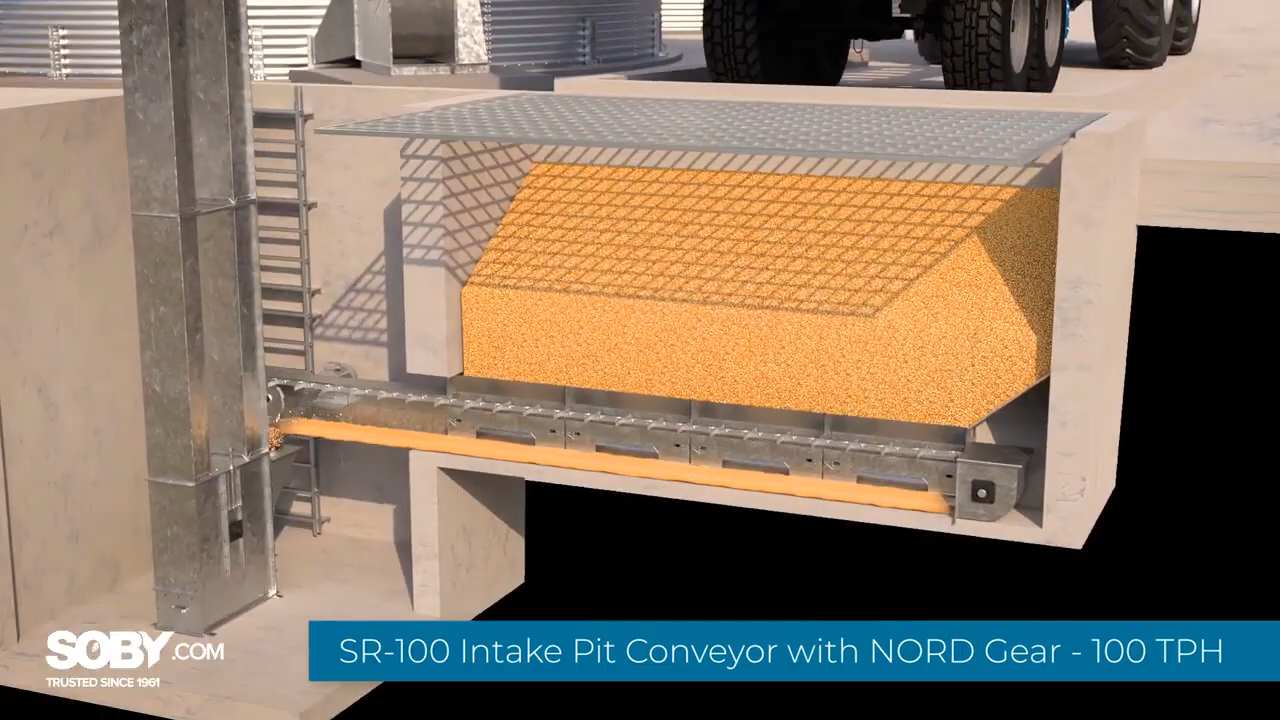 SOBY.COM
TRUSTED SINCE 1961
SR-100 Intake Pit Conveyor with NORD Gear - 100 TPH